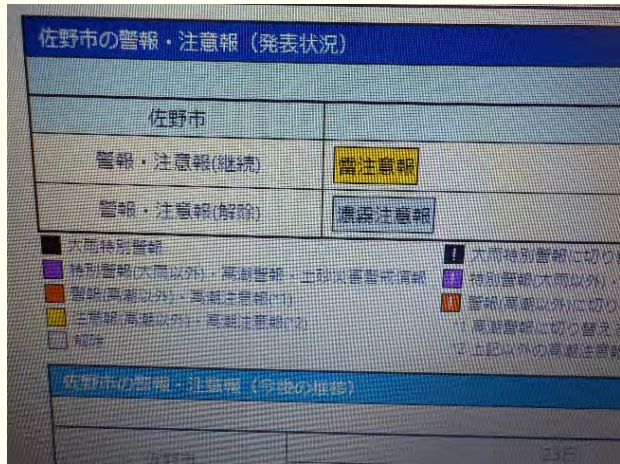 佐野市の警報・注意報（発表状況）
佐野市
警報・注意報(継続) 雷注意報
警報・注意報(解除) 濃霧注意報
大雨特別警報
特別警報(大雨以外)・高潮警報・土砂災害警戒情報
警報(高潮以外)・高潮注意報(*1)
注意報(高潮以外)・高潮注意報(*2)
解除
! 大雨特別警報に切り替
! 特別警報(大雨以外)・
! 警報(高潮以外)に切り
*1 高潮警報に切り替え
*2 上記以外の高潮注意報
佐野市の警報・注意報（今後の推移）
佐野市
23日